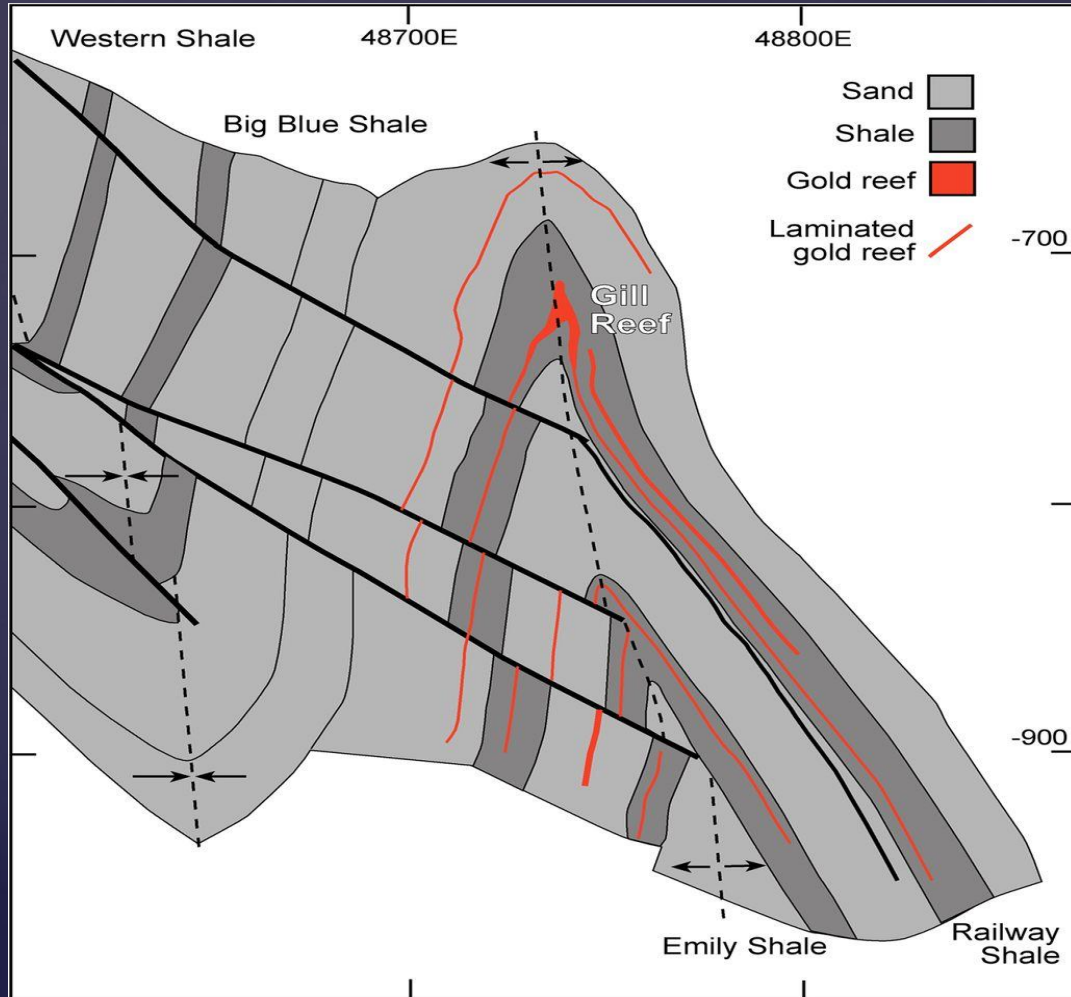 Western Shale
48700E
48800E
Big Blue Shale
Sand
Shale
Gold reef
Laminated
gold reef
-700
Gill
Reef
-900
Emily Shale
Railway
Shale